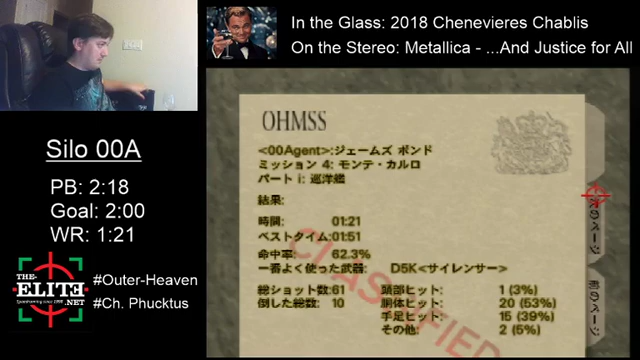 In the Glass: 2018 Chenevieres Chablis
On the Stereo: Metallica - ...And Justice for All
Silo 00A
PB: 2:18
Goal: 2:00
WR: 1:21
THE-
ELITE
.NET
#Outer-Heaven
#Ch. Phucktus
OHMSS
<00Agent>:ジェームズ ボンド
ミッション 4: モンテ・カルロ
パート i: 巡洋艦
結果:
時間: 01:21
ベストタイム:01:51
命中率: 62.3%
一番よく使った武器: D5K<サイレンサー>
総ショット数:61 頭部ヒット: 1 (3%)
倒した総数: 10 胴体ヒット: 20 (53%)
手足ヒット: 15 (39%)
その他: 2 (5%)
CLASSIFIED
次のページ
前のページ